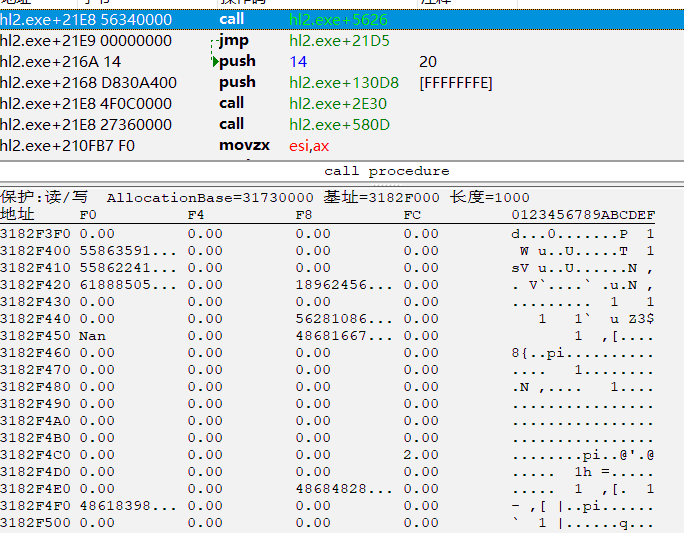 hl2.exe+21E8 56340000 call hl2.exe+5626
hl2.exe+21E9 00000000 jmp hl2.exe+21D5
hl2.exe+216A 14 push 14 20
hl2.exe+2168 D830A400 push hl2.exe+130D8 [FFFFFFFE]
hl2.exe+21E8 4F0C0000 call hl2.exe+2E30
hl2.exe+21E8 27360000 call hl2.exe+580D
hl2.exe+210FB7 F0 movzx esi,ax
call procedure
保护:读/写 AllocationBase=31730000 基址=3182F000 长度=1000
地址 F0 F4 F8 FC 0123456789ABCDEF
3182F3F0 0.00 0.00 0.00 0.00 d...O.......P 1
3182F400 55863591... 0.00 0.00 0.00 W u..U.....T 1
3182F410 55862241... 0.00 0.00 0.00 sV u..U......N ,
3182F420 61888505... 0.00 18962456... 0.00 . V`....` .u.N ,
3182F430 0.00 0.00 0.00 0.00 ......... 1 1
3182F440 0.00 0.00 56281086... 0.00 1 1` u Z3$
3182F450 Nan 0.00 48681667... 0.00 1 ,[....
3182F460 0.00 0.00 0.00 0.00 8{..pi..........
3182F470 0.00 0.00 0.00 0.00 .... 1........
3182F480 0.00 0.00 0.00 0.00 .N ,.... 1....
3182F490 0.00 0.00 0.00 0.00 ................
3182F4A0 0.00 0.00 0.00 0.00 ................
3182F4B0 0.00 0.00 0.00 0.00 ................
3182F4C0 0.00 0.00 0.00 2.00 ........pi..@'.@
3182F4D0 0.00 0.00 0.00 0.00 ..... 1h =.....
3182F4E0 0.00 0.00 48684828... 0.00 ..... 1 ,[. 1
3182F4F0 48618398... 0.00 0.00 0.00 - ,[ |..pi......
3182F500 0.00 0.00 0.00 0.00 ` 1 |......q...